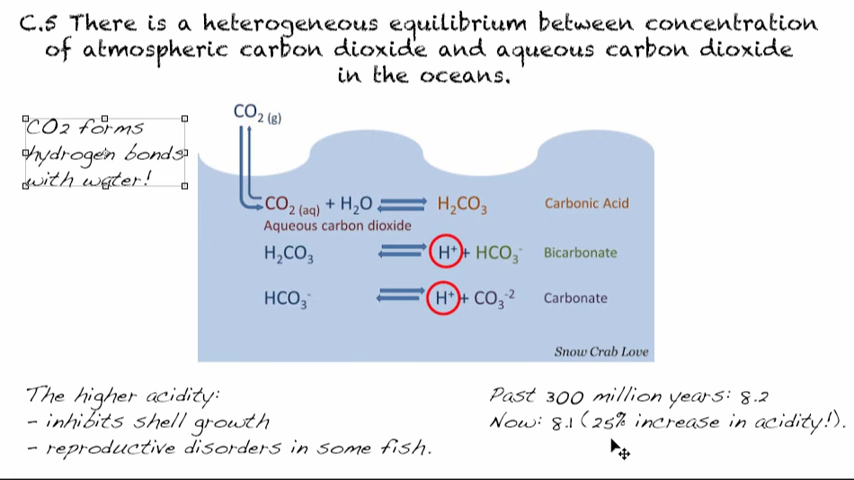 C.5 There is a heterogeneous equilibrium between concentration
of atmospheric carbon dioxide and aqueous carbon dioxide
in the oceans.
CO2 forms
hydrogen bonds
with water!
CO₂ (g)
CO₂ (aq) + H₂O ⇌ H₂CO₃ Carbonic Acid
Aqueous carbon dioxide
H₂CO₃ ⇌ H⁺ + HCO₃⁻ Bicarbonate
HCO₃⁻ ⇌ H⁺ + CO₃⁻² Carbonate
Snow Crab Love
The higher acidity:
- inhibits shell growth
- reproductive disorders in some fish.
Past 300 million years: 8.2
Now: 8.1 (25% increase in acidity!).